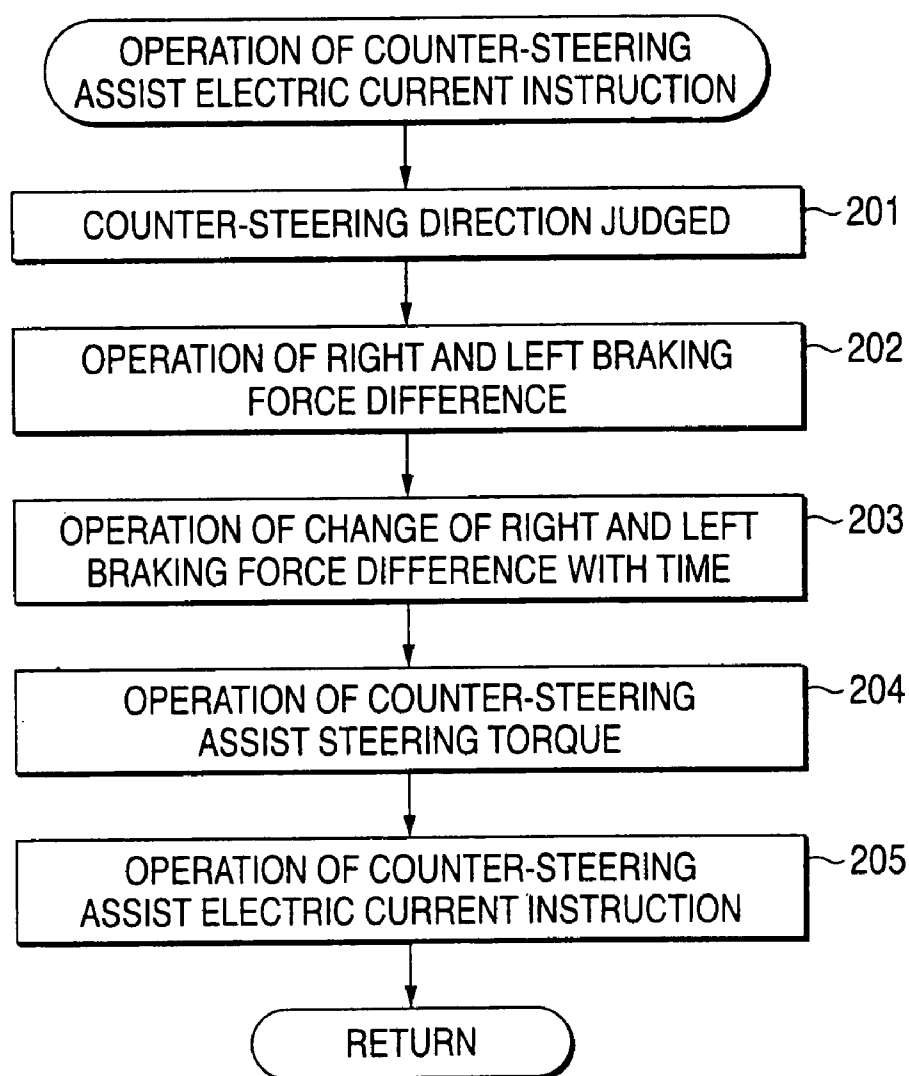 OPERATION OF COUNTER-STEERING
ASSIST ELECTRIC CURRENT INSTRUCTION
COUNTER-STEERING DIRECTION JUDGED
201
OPERATION OF RIGHT AND LEFT BRAKING
FORCE DIFFERENCE
202
OPERATION OF CHANGE OF RIGHT AND LEFT
BRAKING FORCE DIFFERENCE WITH TIME
203
OPERATION OF COUNTER-STEERING
ASSIST STEERING TORQUE
204
OPERATION OF COUNTER-STEERING
ASSIST ELECTRIC CURRENT INSTRUCTION
205
RETURN